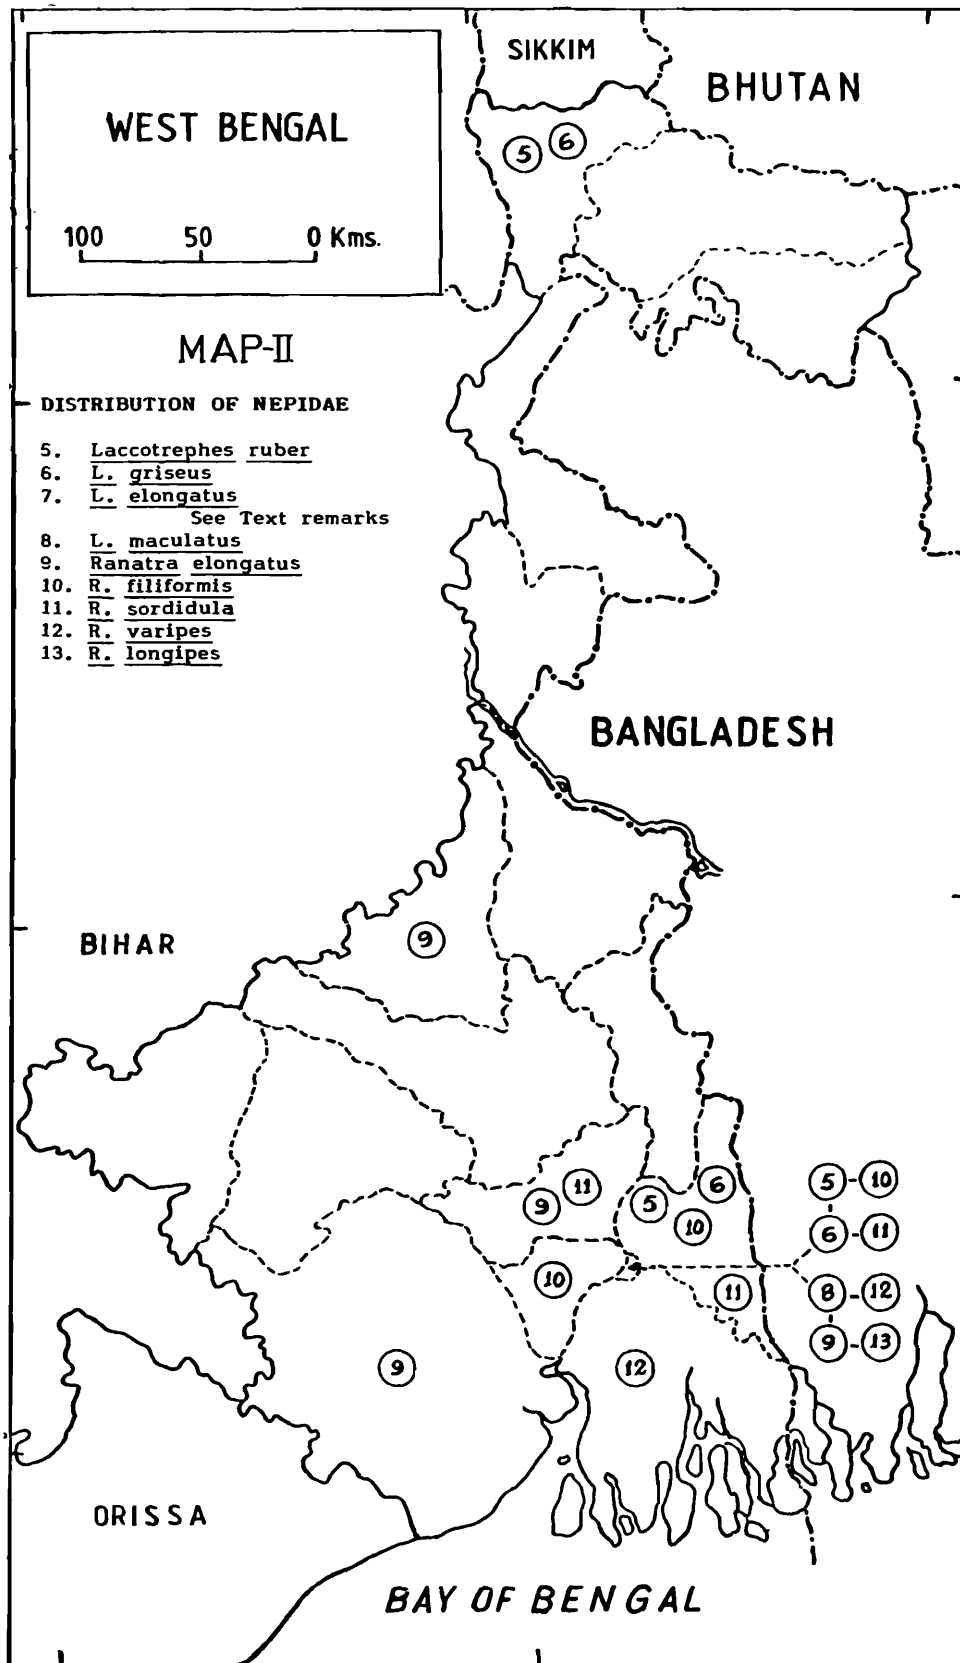 SIKKIM
BHUTAN
WEST BENGAL
100 50 0 Kms.
5 6
MAP-II
DISTRIBUTION OF NEPIDAE
5. Laccotrephes ruber
6. L. griseus
7. L. elongatus
See Text remarks
8. L. maculatus
9. Ranatra elongatus
10. R. filiformis
11. R. sordidula
12. R. varipes
13. R. longipes
BANGLADESH
BIHAR
9
9 11
5 6
10
10
11
9
12
5-10
6-11
8-12
9-13
ORISSA
BAY OF BENGAL